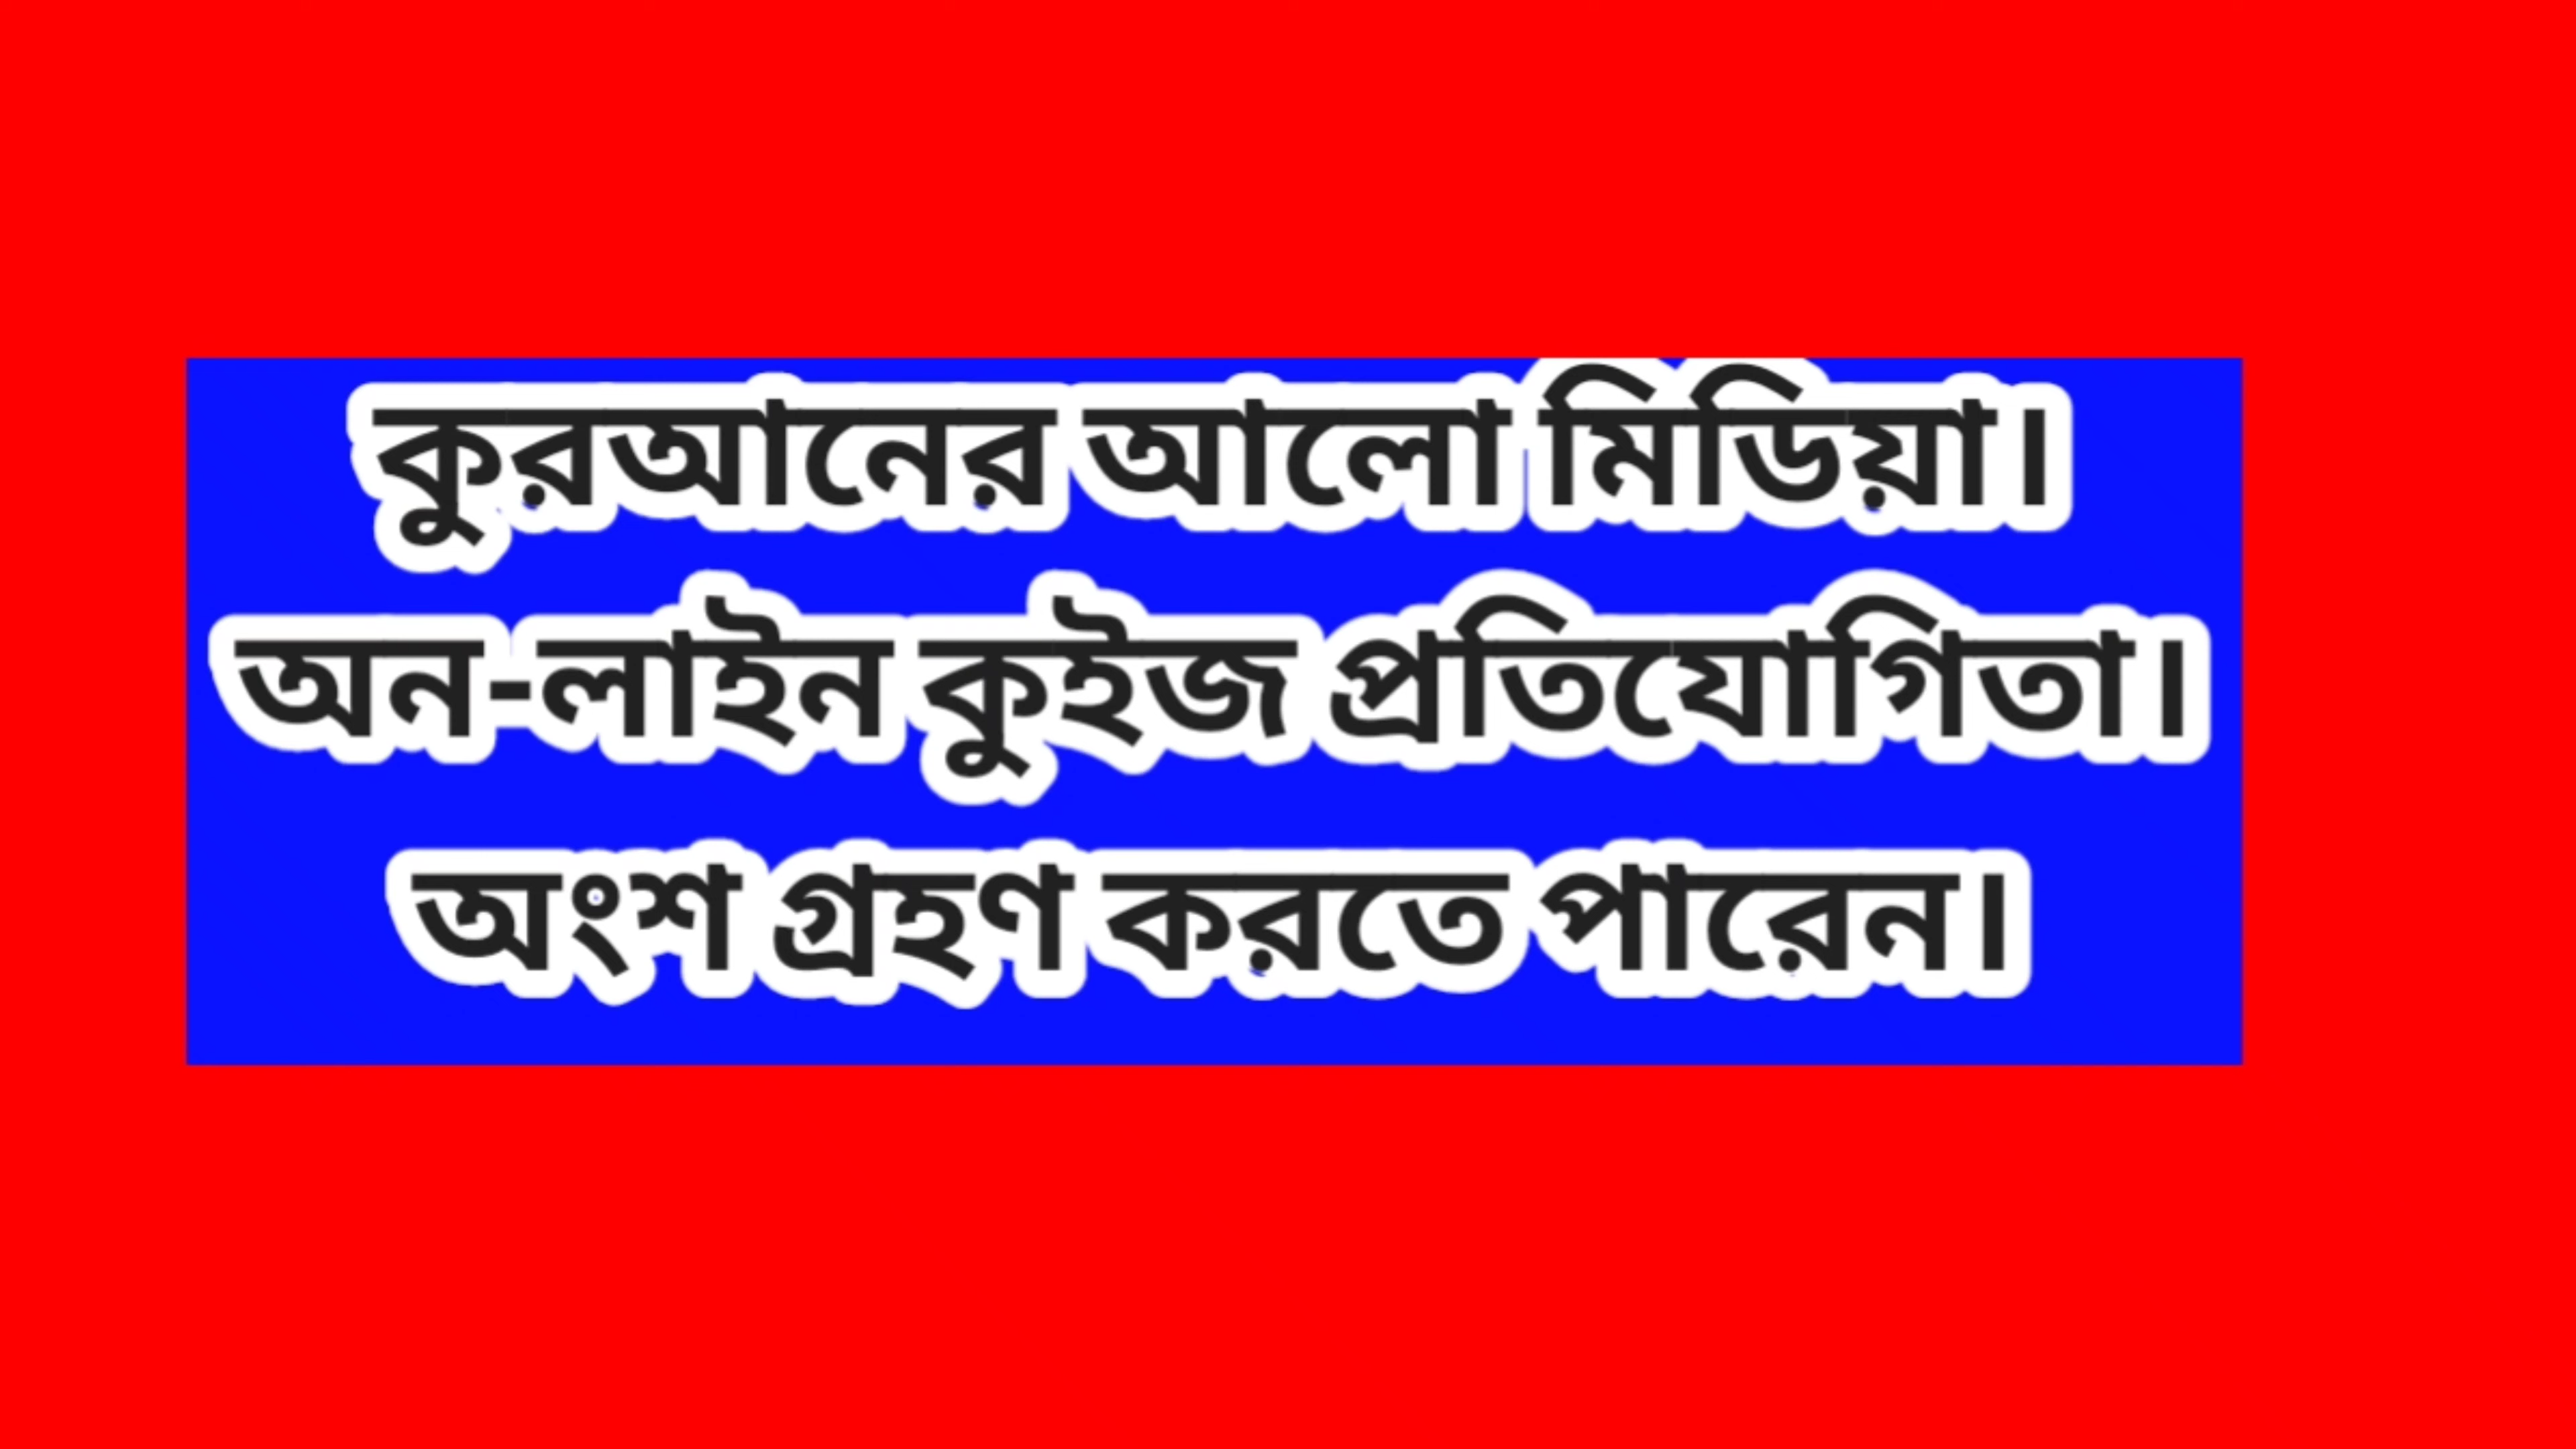 কুরআনের আলো মিডিয়া।
অন-লাইন কুইজ প্রতিযোগিতা।
অংশ গ্রহণ করতে পারেন।